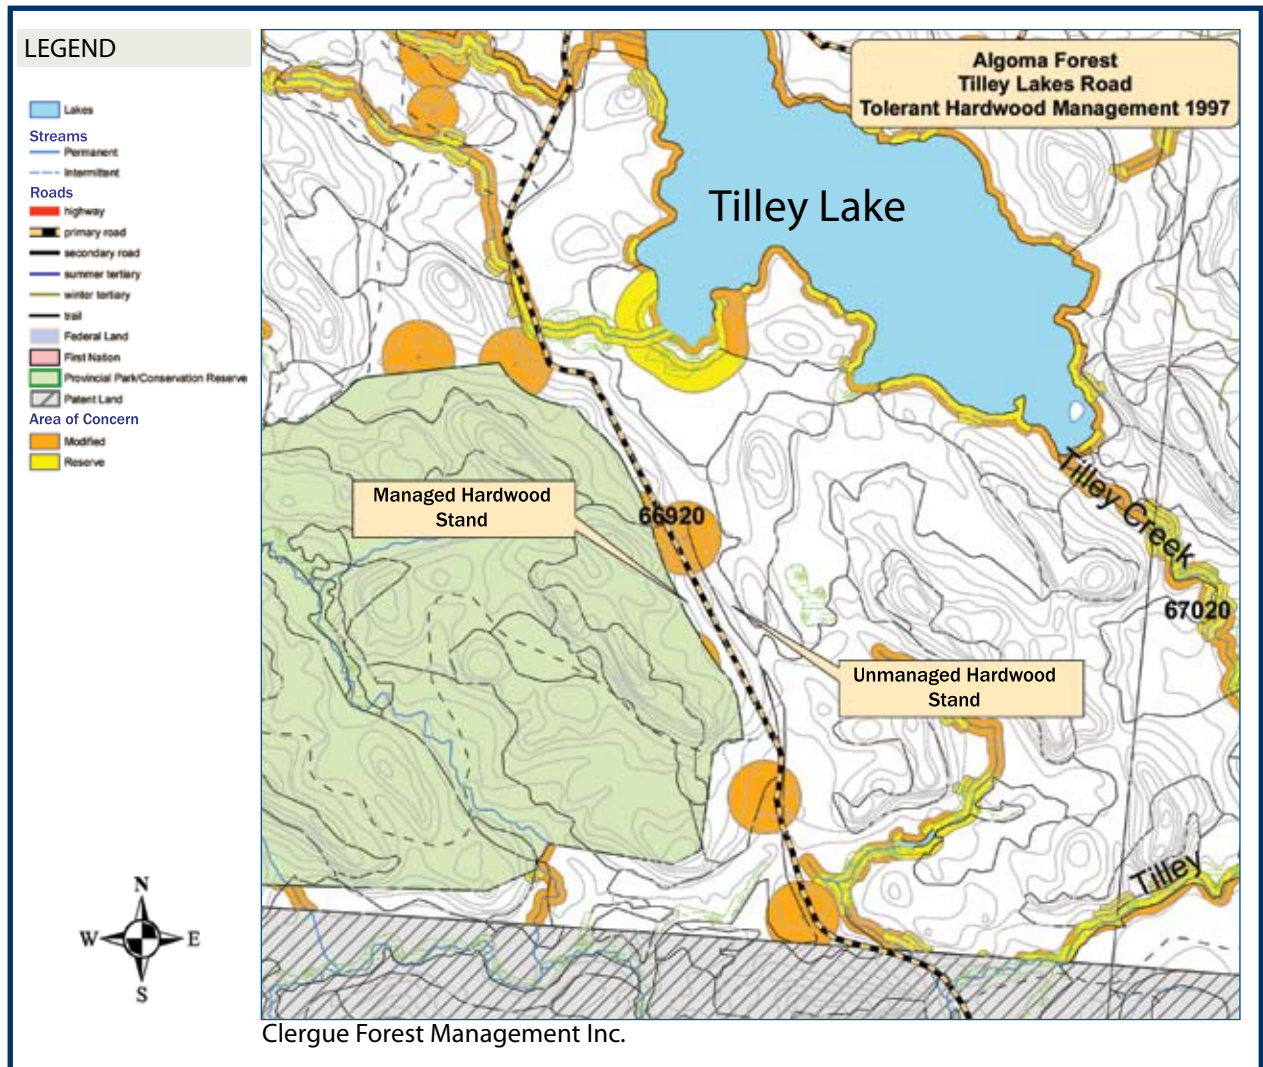 LEGEND
Lakes
Streams
Permanent
Intermittent
Roads
highway
primary road
secondary road
summer tertiary
winter tertiary
trail
Federal Land
First Nation
Provincial Park/Conservation Reserve
Patent Land
Area of Concern
Modified
Reserve
N
W E
S
Algoma Forest
Tilley Lakes Road
Tolerant Hardwood Management 1997
Tilley Lake
Managed Hardwood
Stand
66920
Tilley Creek
67020
Unmanaged Hardwood
Stand
Tilley
Clergue Forest Management Inc.